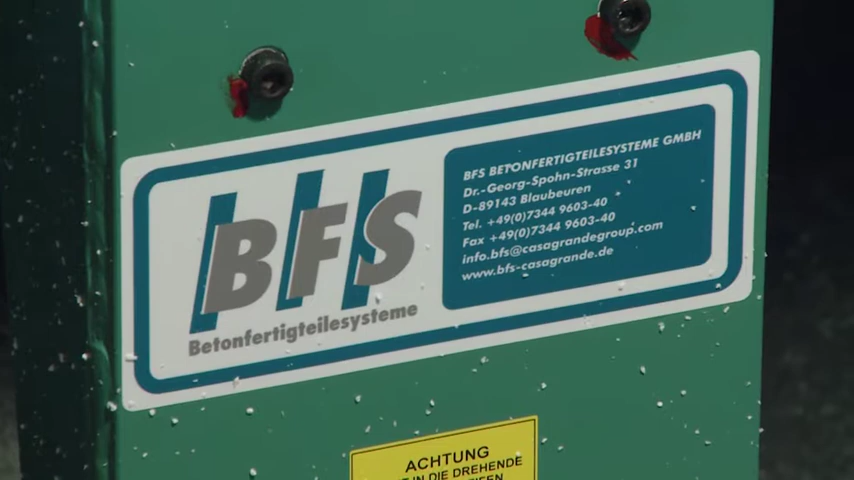 BFS
Betonfertigteilesysteme
BFS BETONFERTIGTEILESYSTEME GMBH
Dr.-Georg-Spohn-Strasse 31
D-89143 Blaubeuren
Tel. +49(0)7344 9603-40
Fax +49(0)7344 9603-40
info.bfs@casagrandegroup.com
www.bfs-casagrande.de
ACHTUNG
IN DIE DREHENDE